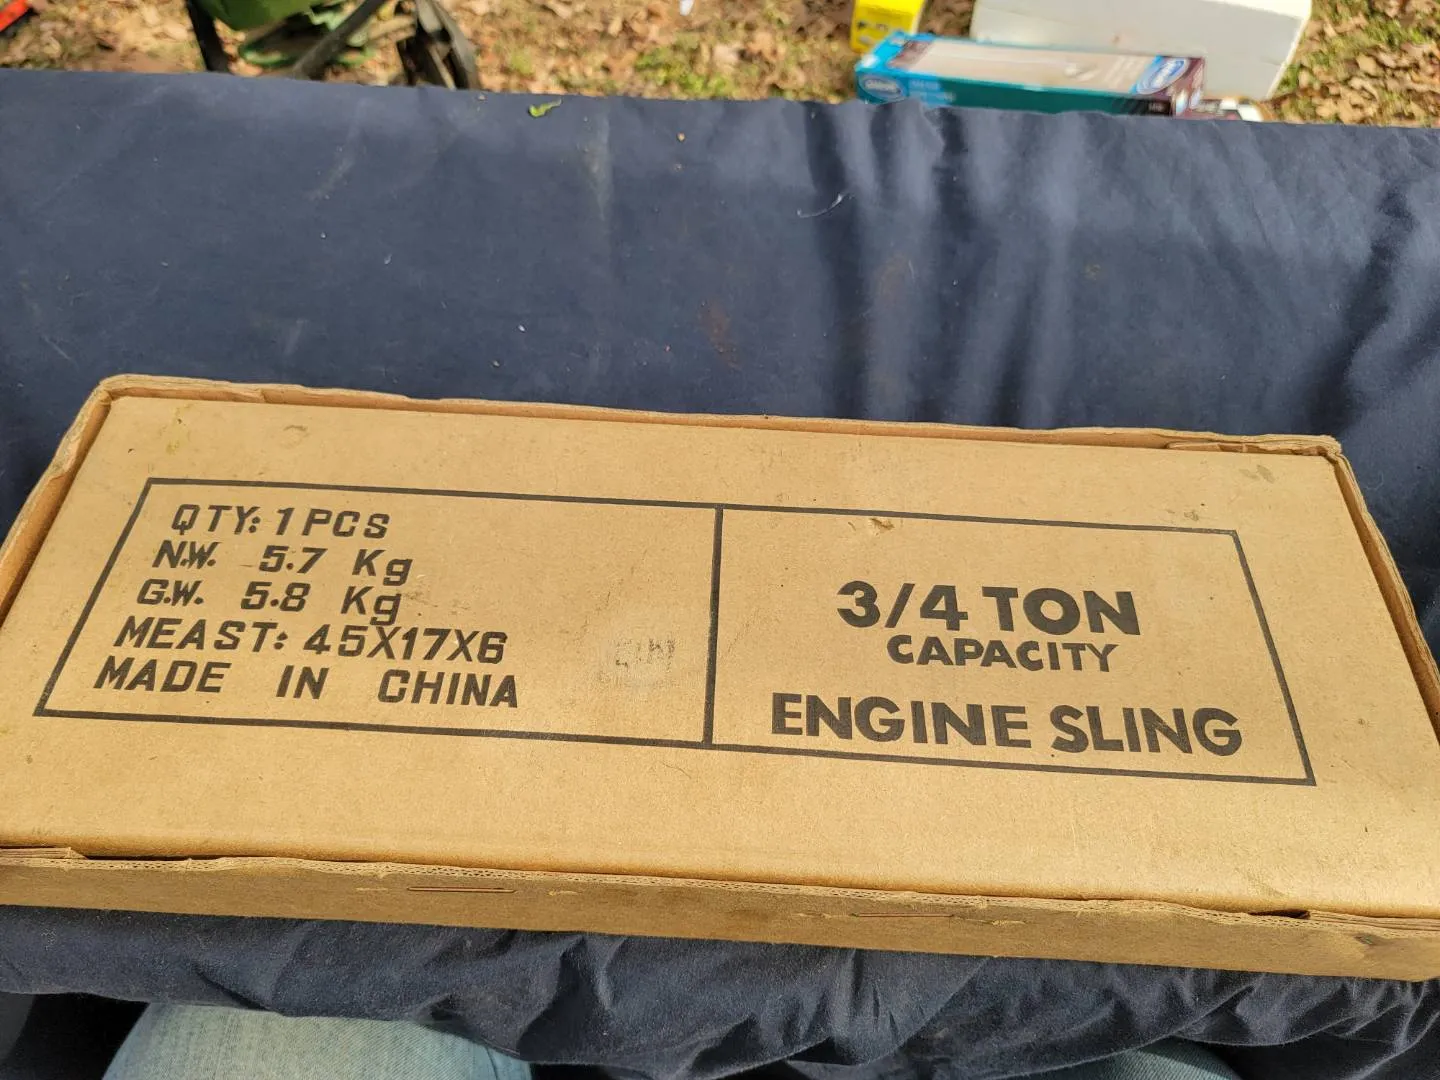 QTY: 1 PCS
N.W. 5.7 Kg
G.W. 5.8 Kg
MEAST: 45X17X6
MADE IN CHINA
3/4 TON
CAPACITY
ENGINE SLING